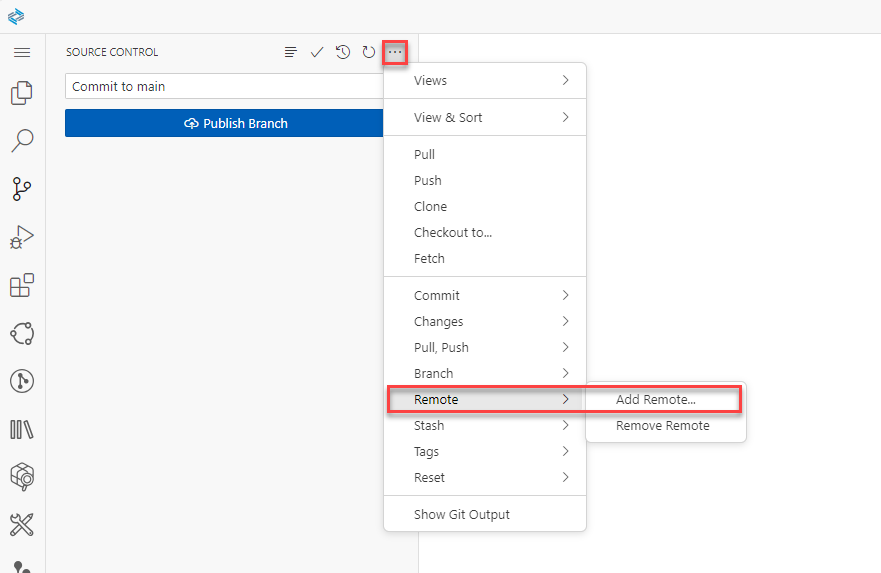 SOURCE CONTROL
Commit to main
Publish Branch
Views
View & Sort
Pull
Push
Clone
Checkout to...
Fetch
Commit
Changes
Pull, Push
Branch
Remote
Add Remote...
Stash
Remove Remote
Tags
Reset
Show Git Output